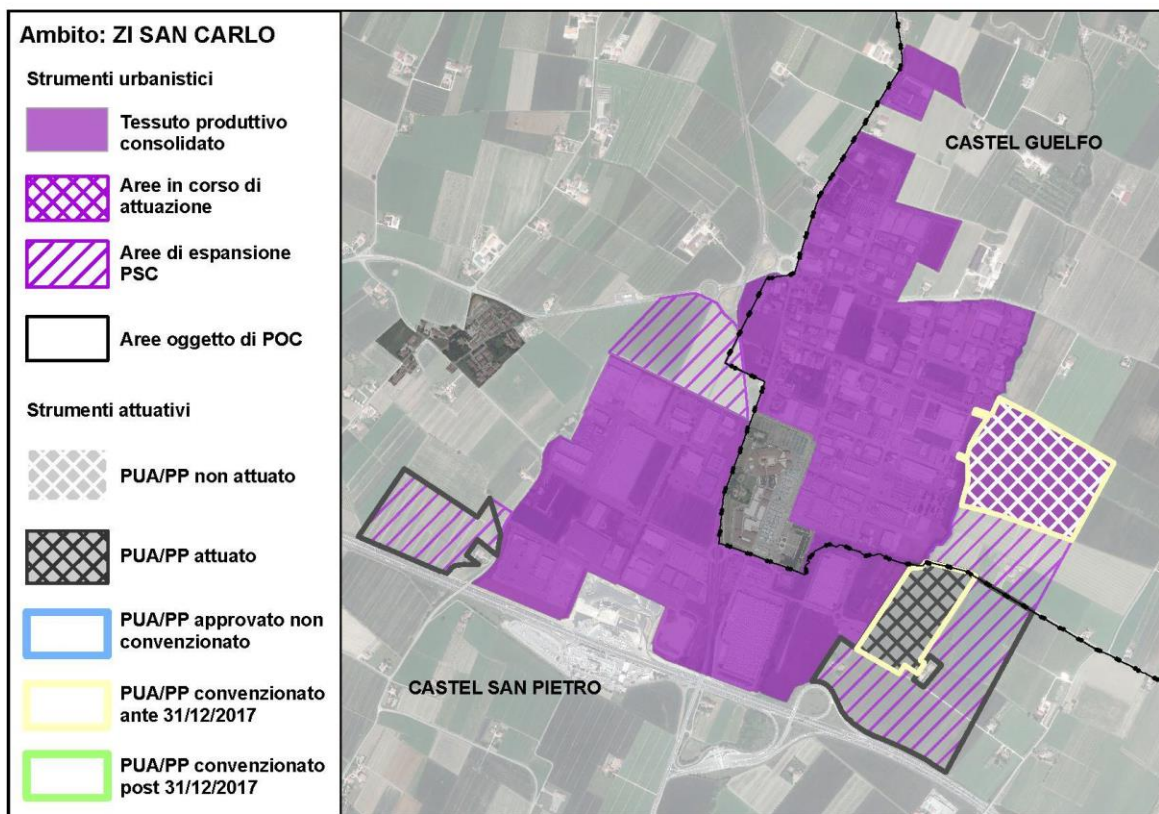 Ambito: ZI SAN CARLO
Strumenti urbanistici
Tessuto produttivo
consolidato
Aree in corso di
attuazione
Aree di espansione
PSC
Aree oggetto di POC
Strumenti attuativi
PUA/PP non attuato
PUA/PP attuato
PUA/PP approvato non
convenzionato
PUA/PP convenzionato
ante 31/12/2017
PUA/PP convenzionato
post 31/12/2017
CASTEL GUELFO
CASTEL SAN PIETRO